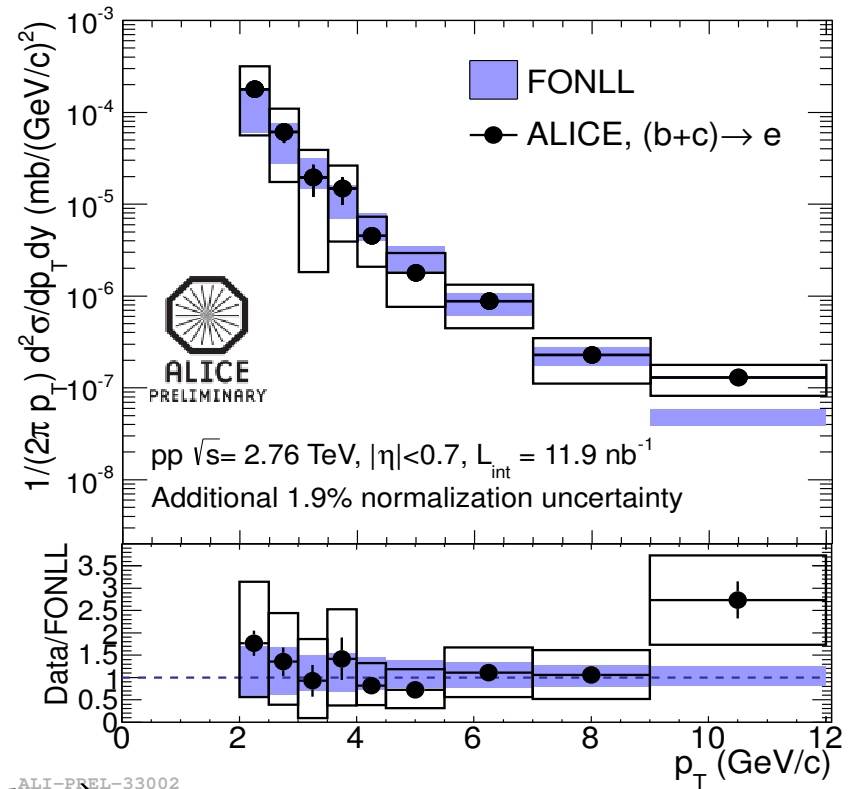 1/(2π p_T) d²σ/dp_T dy (mb/(GeV/c)²)
10⁻³
10⁻⁴
10⁻⁵
10⁻⁶
10⁻⁷
10⁻⁸
FONLL
ALICE, (b+c)→ e
ALICE
PRELIMINARY
pp √s= 2.76 TeV, |η|<0.7, L_int = 11.9 nb⁻¹
Additional 1.9% normalization uncertainty
Data/FONLL
3.5
3
2.5
2
1.5
1
0.5
0
0 2 4 6 8 10 12
p_T (GeV/c)
ALI-PREL-33002